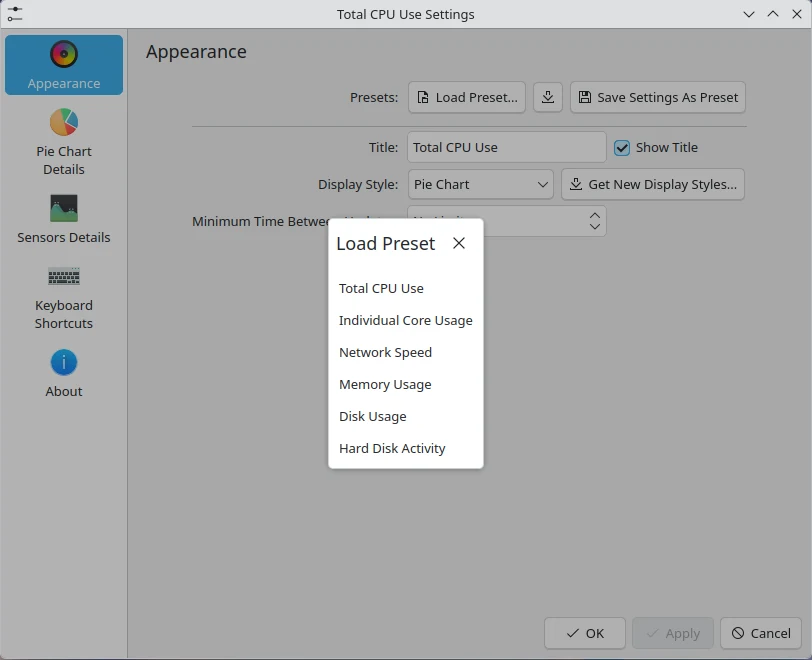 Total CPU Use Settings
Appearance
Pie Chart
Details
Sensors Details
Keyboard
Shortcuts
About
Appearance
Presets:
Load Preset...
Save Settings As Preset
Title:
Total CPU Use
Show Title
Display Style:
Pie Chart
Get New Display Styles...
Minimum Time
Load Preset
Total CPU Use
Individual Core Usage
Network Speed
Memory Usage
Disk Usage
Hard Disk Activity
OK
Apply
Cancel